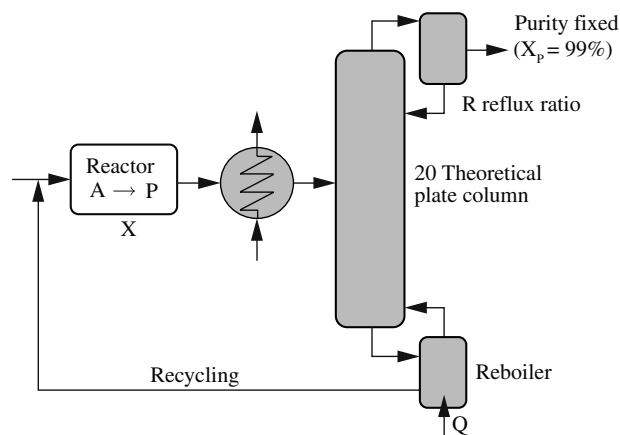 Purity fixed
(X_P = 99%)
R reflux ratio
Reactor
A → P
X
20 Theoretical
plate column
Recycling
Reboiler
Q